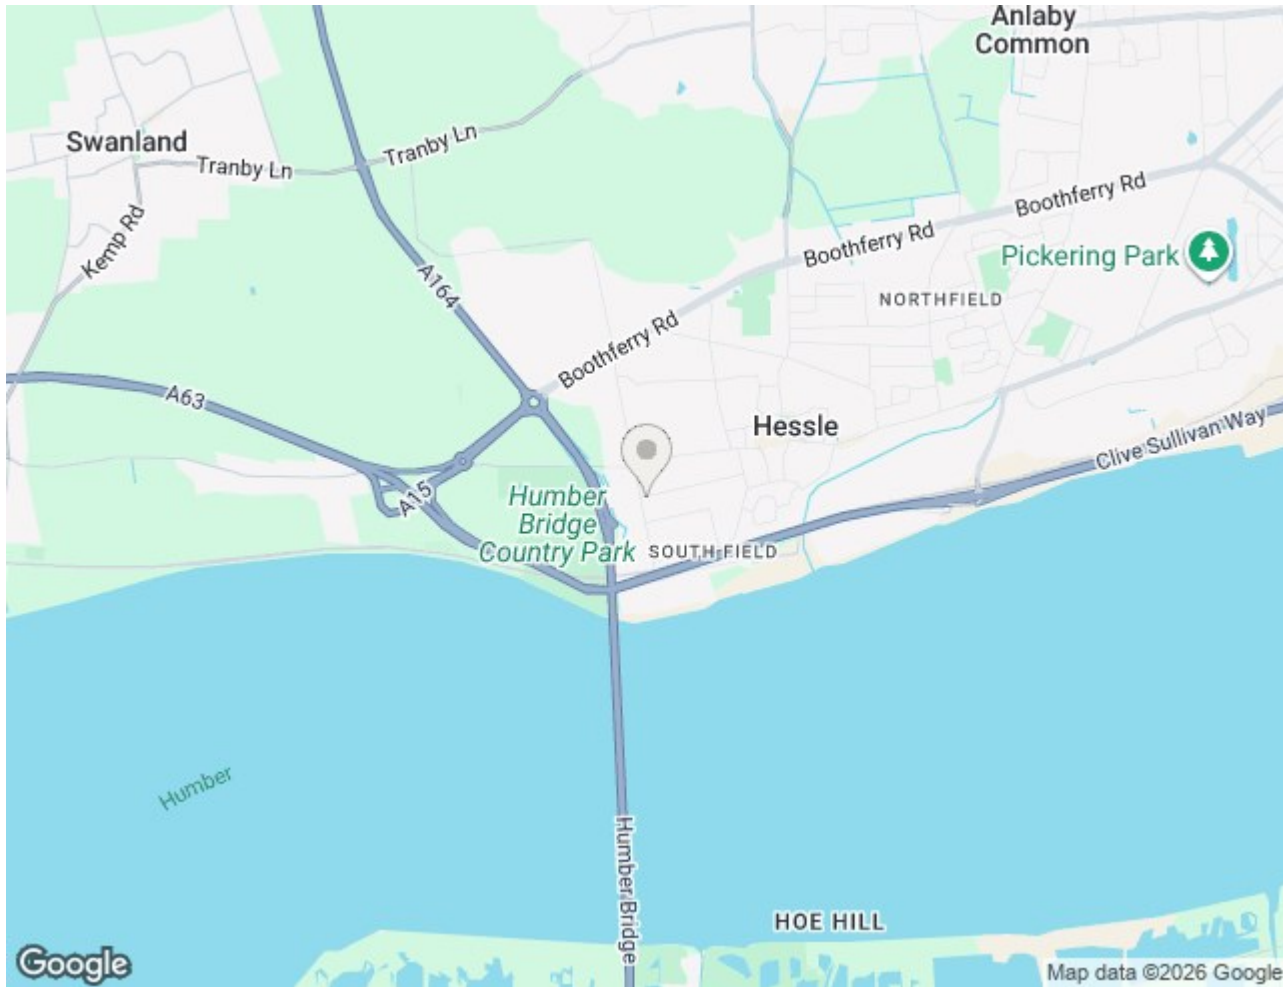 Anlaby
Common
Swanland
Tranby Ln
Tranby Ln
Kemp Rd
Boothferry Rd
Boothferry Rd
Pickering Park
A164
NORTHFIELD
Boothferry Rd
A63
Hessle
Clive Sullivan Way
A15
Humber
Bridge
Country Park
SOUTH FIELD
Humber
Humber Bridge
HOE HILL
Google
Map data ©2026 Google